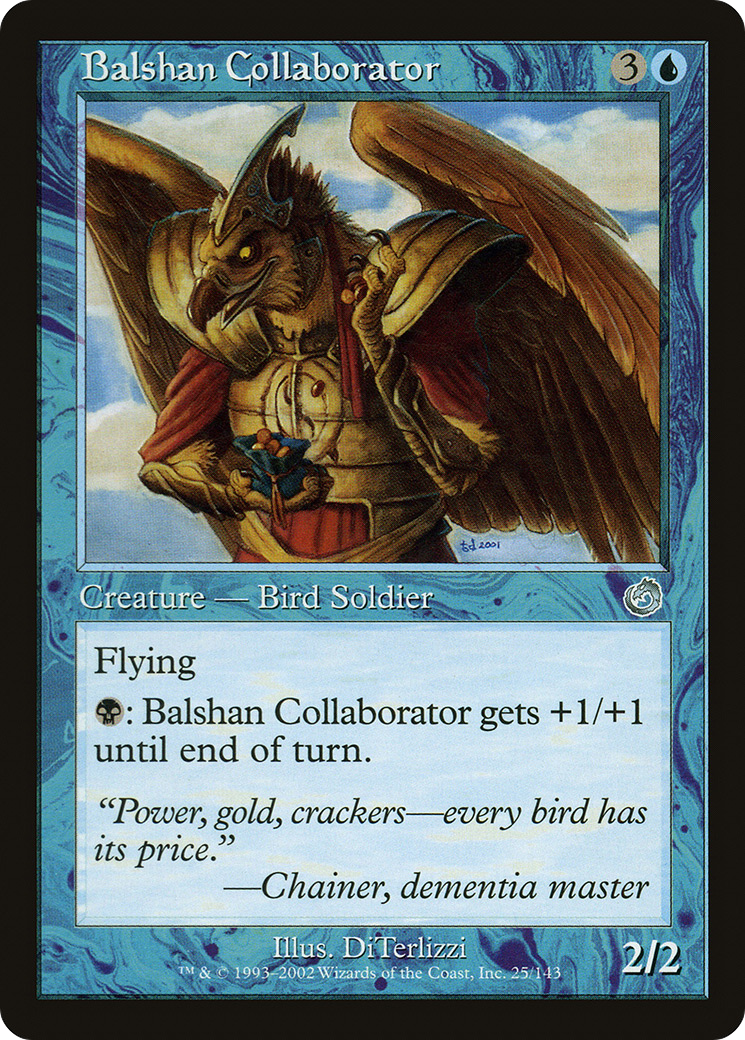 Balshan Collaborator 3
td 2001
Creature — Bird Soldier
Flying
: Balshan Collaborator gets +1/+1
until end of turn.
“Power, gold, crackers—every bird has
its price.”
—Chainer, dementia master
Illus. DiTerlizzi
™ & © 1993–2002 Wizards of the Coast, Inc. 25/143
2/2